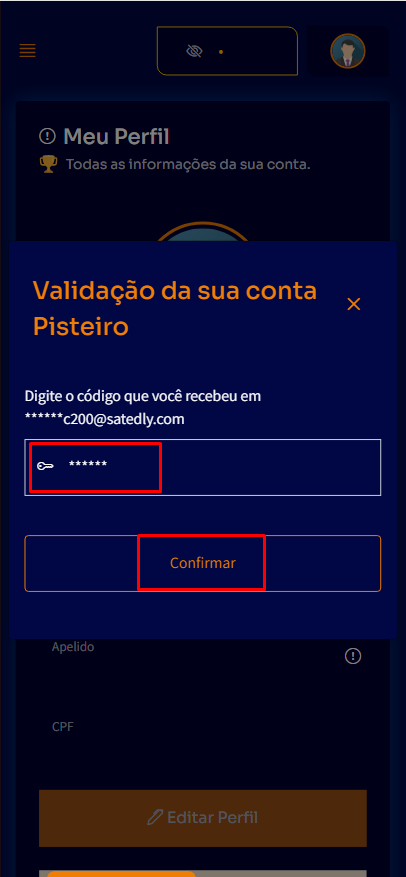 Meu Perfil
Todas as informações da sua conta.
Validação da sua conta
Pisteiro
Digite o código que você recebeu em
******c200@satedly.com
******
Confirmar
Apelido
CPF
Editar Perfil